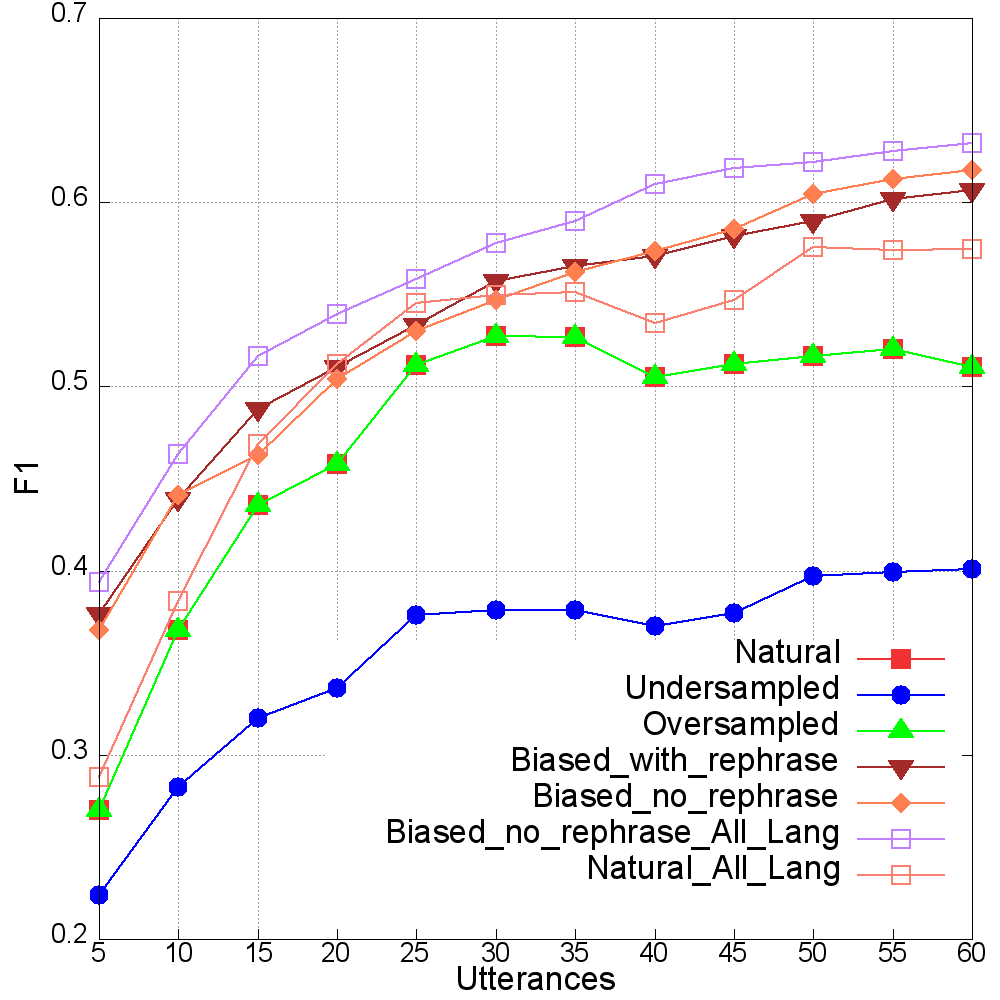 0.7
0.6
0.5
0.4
0.3
0.2
F1
Natural
Undersampled
Oversampled
Biased_with_rephrase
Biased_no_rephrase
Biased_no_rephrase_All_Lang
Natural_All_Lang
5 10 15 20 25 30 35 40 45 50 55 60
Utterances